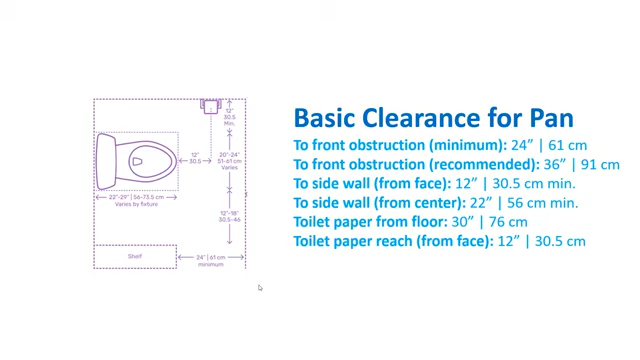 Basic Clearance for Pan
To front obstruction (minimum): 24” | 61 cm
To front obstruction (recommended): 36” | 91 cm
To side wall (from face): 12” | 30.5 cm min.
To side wall (from center): 22” | 56 cm min.
Toilet paper from floor: 30” | 76 cm
Toilet paper reach (from face): 12” | 30.5 cm
12"
30.5
Min.
12"
30.5
20"-24"
51-61 cm
Varies
22"-29" | 56-73.5 cm
Varies by fixture
12"-18"
30.5-46
Shelf
24" | 61 cm
minimum